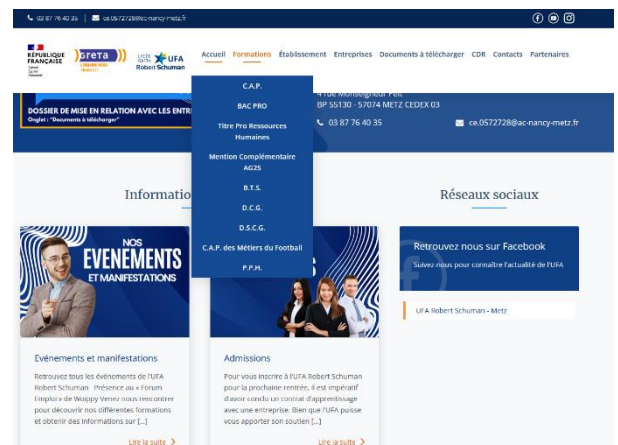 03 87 76 40 35
ce.0572728@ac-nancy-metz.fr
RÉPUBLIQUE
FRANÇAISE
greta
LYCÉE
UFA
Robert Schuman
Accueil Formations Établissement Entreprises Documents à télécharger CDR Contacts Partenaires
C.A.P.
BAC PRO
Titre Pro Ressources
Humaines
Mention Complémentaire
AG2S
B.T.S.
D.C.G.
D.S.C.G.
C.A.P. des Métiers du Football
P.P.H.
DOSSIER DE MISE EN RELATION AVEC LES ENTRE
Onglet : "Documents à télécharger"
4 rue Monseigneur Pelt
BP 55130 - 57074 METZ CEDEX 03
03 87 76 40 35
ce.0572728@ac-nancy-metz.fr
Informatio
Réseaux sociaux
NOS
EVENEMENTS
ET MANIFESTATIONS
Evénements et manifestations
Retrouvez tous les événements de l'UFA
Robert Schuman Présence au « Forum
Emploi » de Woippy Venez nous rencontrer
pour découvrir nos différentes formations
et obtenir des informations sur [...]
Lire la suite
S
Admissions
Pour vous inscrire à l'UFA Robert Schuman
pour la prochaine rentrée, il est impératif
d'avoir conclu un contrat d'apprentissage
avec une entreprise. Bien que l'UFA puisse
vous apporter son soutien [...]
Lire la suite
Retrouvez nous sur Facebook
Suivez nous pour connaître l'actualité de l'UFA
UFA Robert Schuman - Metz